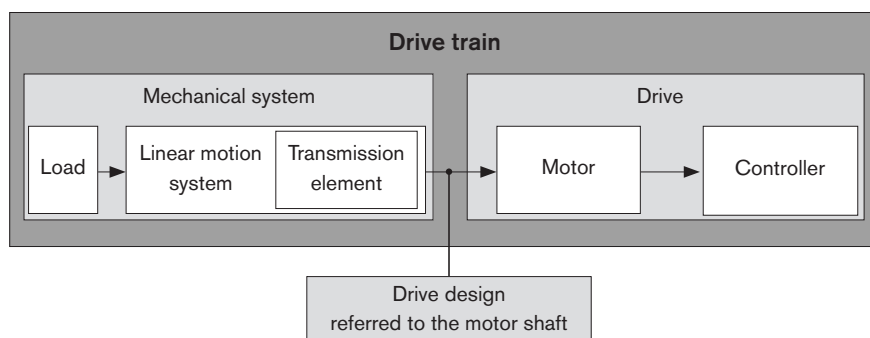 Drive train
Mechanical system
Drive
Load
Linear motion
system
Transmission
element
Motor
Controller
Drive design
referred to the motor shaft